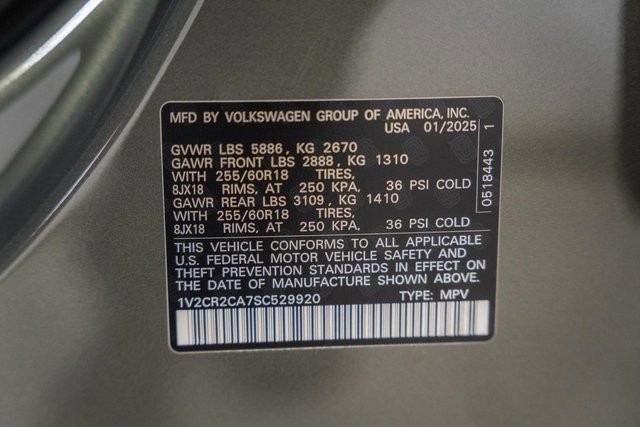 MFD BY VOLKSWAGEN GROUP OF AMERICA, INC.
USA 01/2025
GVWR LBS 5886, KG 2670
GAWR FRONT LBS 2888, KG 1310
WITH 255/60R18 TIRES,
8JX18 RIMS, AT 250 KPA, 36 PSI COLD
GAWR REAR LBS 3109, KG 1410
WITH 255/60R18 TIRES,
8JX18 RIMS, AT 250 KPA, 36 PSI COLD
THIS VEHICLE CONFORMS TO ALL APPLICABLE
U.S. FEDERAL MOTOR VEHICLE SAFETY AND
THEFT PREVENTION STANDARDS IN EFFECT ON
THE DATE OF MANUFACTURE SHOWN ABOVE.
1V2CR2CA7SC529920 TYPE: MPV
0518443 1